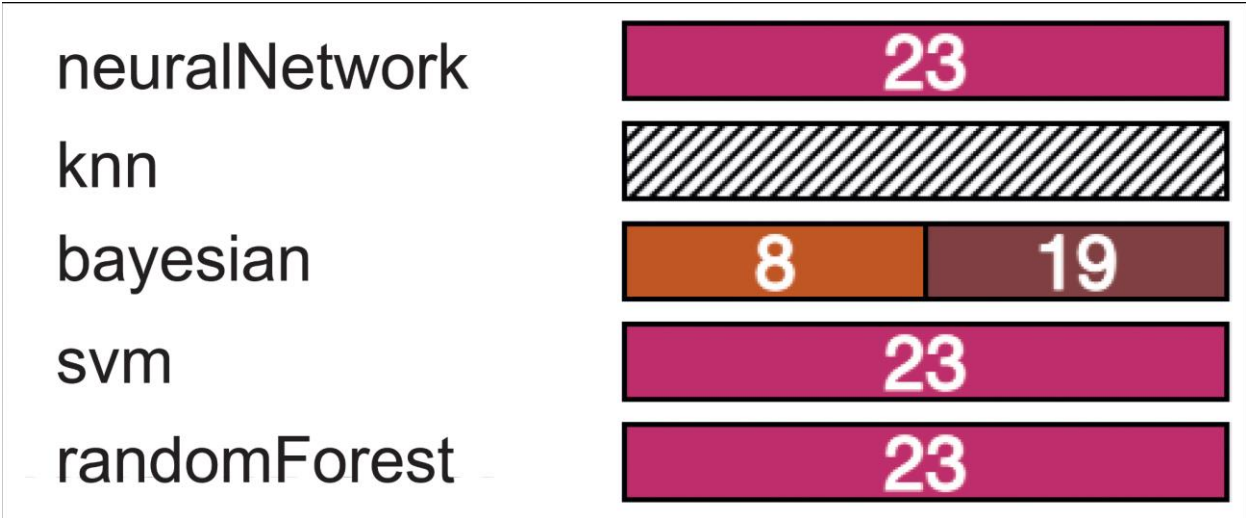 neuralNetwork 23
knn
bayesian 8 19
svm 23
randomForest 23